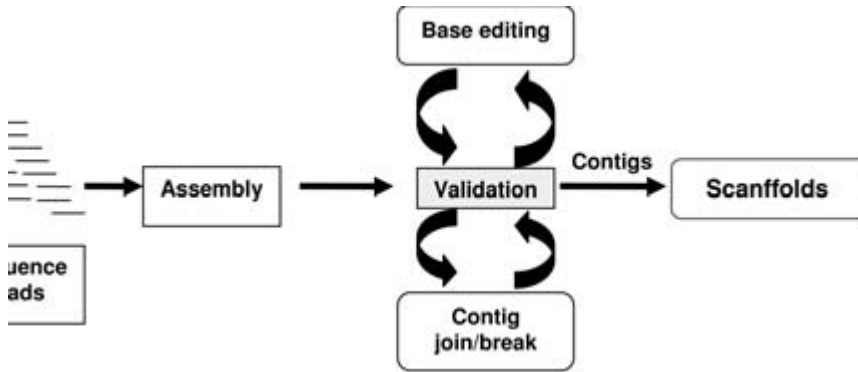 Base editing
Contigs
Assembly
Validation
Scanffolds
uence
ads
Contig
join/break